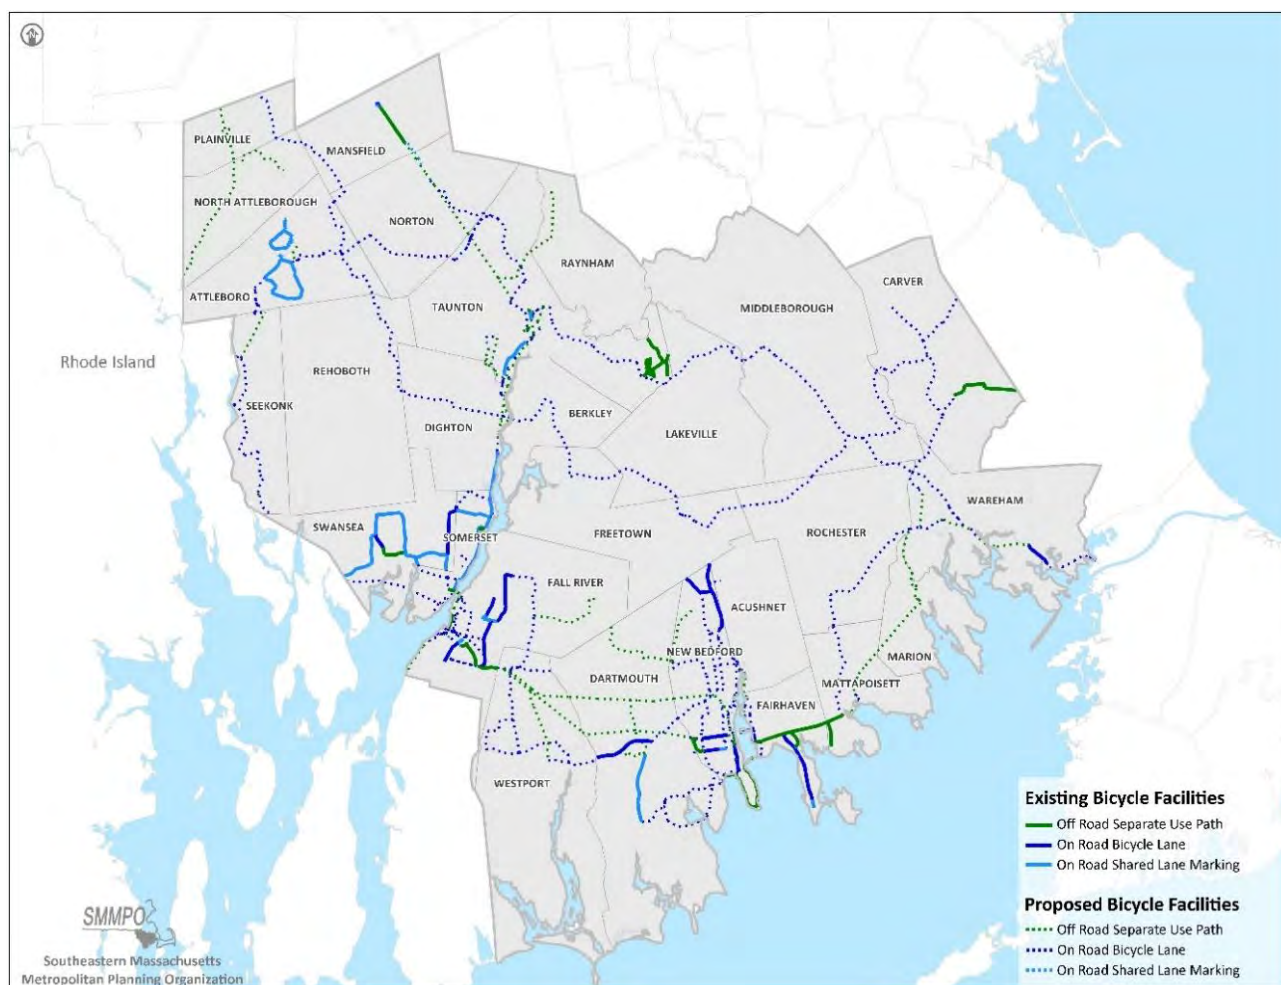 N
PLAINVILLE
MANSFIELD
NORTH ATTLEBOROUGH
NORTON
RAYNHAM
CARVER
ATTLEBORO
TAUNTON
MIDDLEBOROUGH
Rhode Island
REHOBOTH
SEEKONK
BERKLEY
DIGHTON
LAKEVILLE
WAREHAM
SWANSEA
SOMERSET
FREETOWN
ROCHESTER
FALL RIVER
ACUSHNET
NEW BEDFORD
MARION
DARTMOUTH
MATTAPOISETT
FAIRHAVEN
WESTPORT
Existing Bicycle Facilities
Off Road Separate Use Path
On Road Bicycle Lane
On Road Shared Lane Marking
Proposed Bicycle Facilities
Off Road Separate Use Path
On Road Bicycle Lane
On Road Shared Lane Marking
SMMPO
Southeastern Massachusetts
Metropolitan Planning Organization